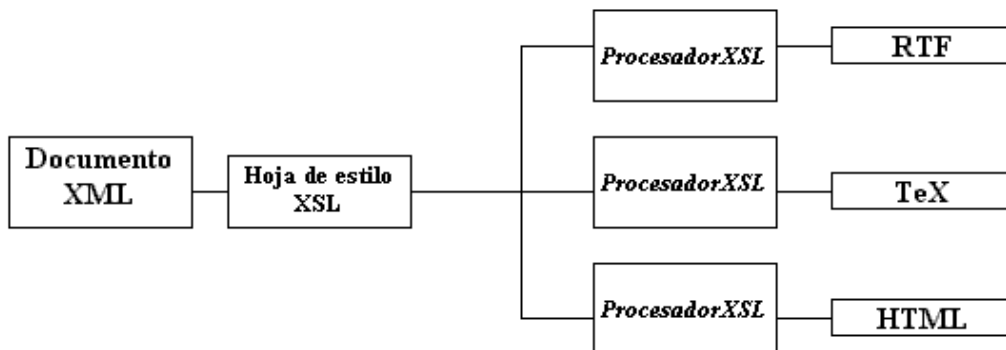 Documento
XML
Hoja de estilo
XSL
ProcesadorXSL
RTF
ProcesadorXSL
TeX
ProcesadorXSL
HTML